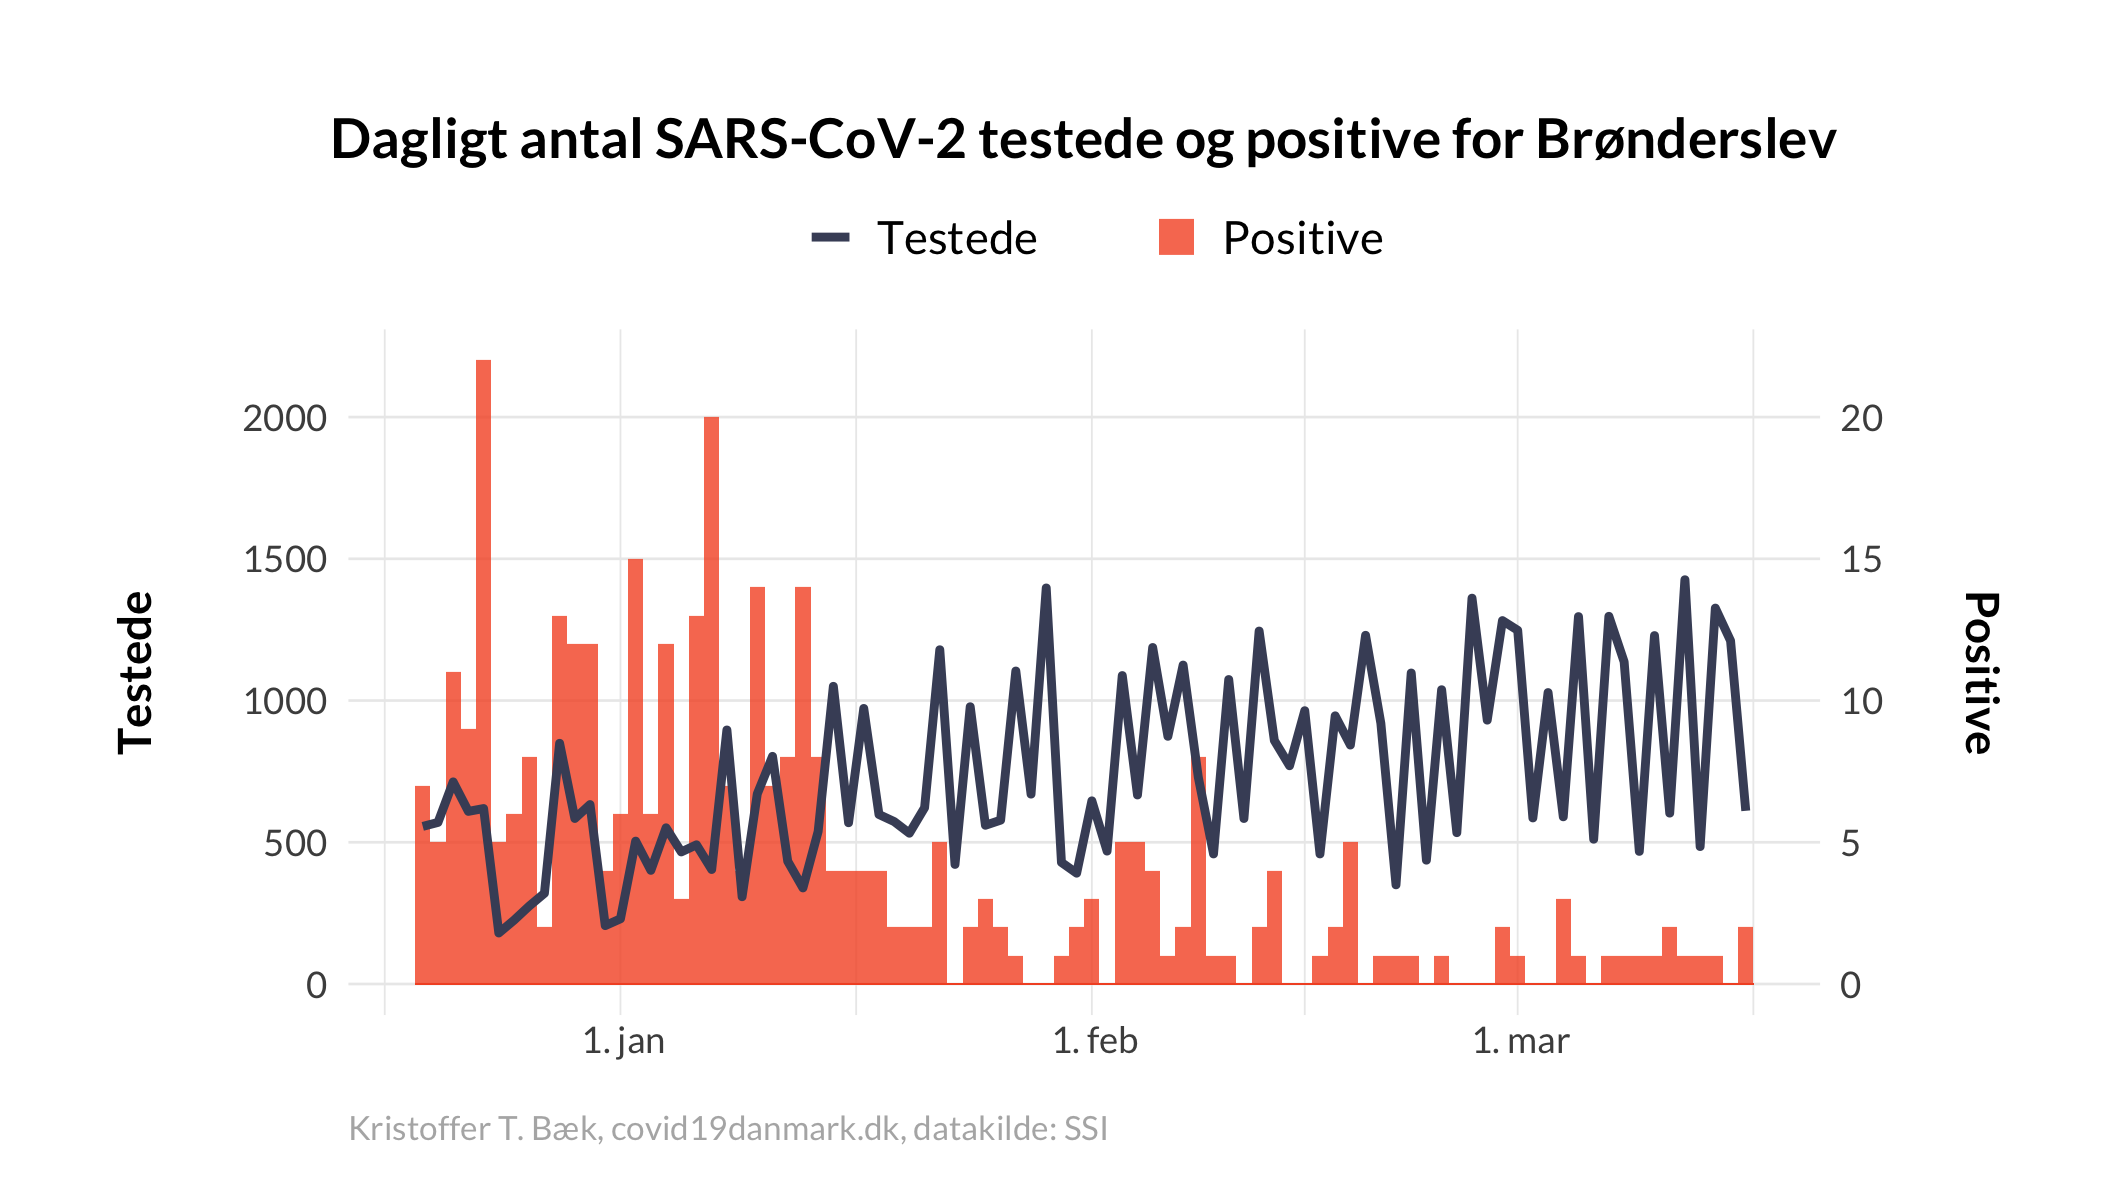 Dagligt antal SARS-CoV-2 testede og positive for Brønderslev
Testede
Positive
2000
1500
1000
500
0
20
15
10
5
0
Testede
Positive
1. jan
1. feb
1. mar
Kristoffer T. Bæk, covid19danmark.dk, datakilde: SSI